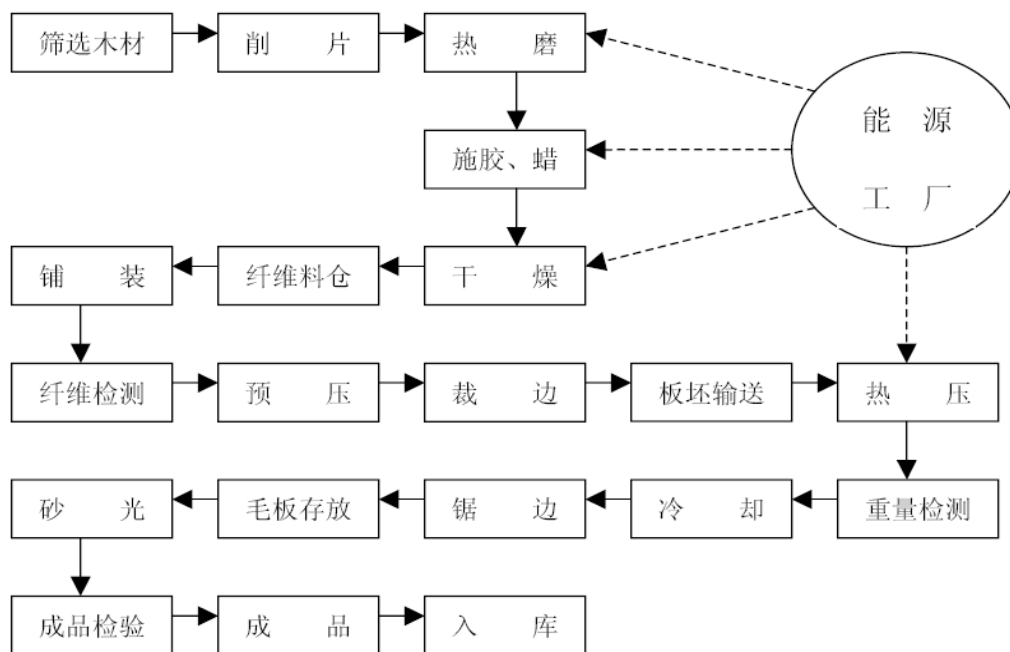 筛选木材
削 片
热 磨
能 源
工 厂
施胶、蜡
铺 装
纤维料仓
干 燥
纤维检测
预 压
裁 边
板坯输送
热 压
砂 光
毛板存放
锯 边
冷 却
重量检测
成品检验
成 品
入 库